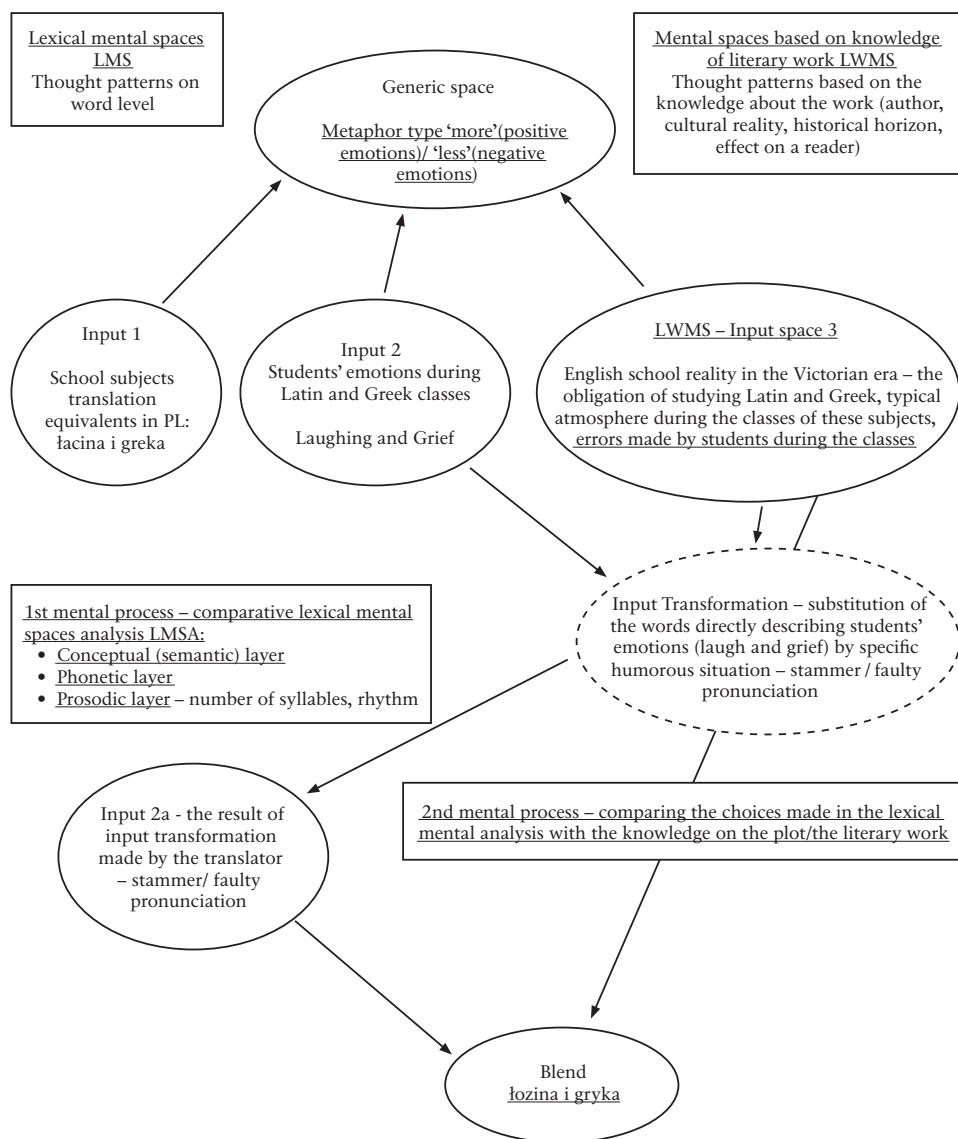 Lexical mental spaces
LMS
Thought patterns on
word level
Generic space
Metaphor type ‘more’(positive
emotions)/ ‘less’(negative
emotions)
Mental spaces based on knowledge
of literary work LWMS
Thought patterns based on the
knowledge about the work (author,
cultural reality, historical horizon,
effect on a reader)
Input 1
School subjects
translation
equivalents in PL:
łacina i greka
Input 2
Students’ emotions during
Latin and Greek classes
Laughing and Grief
LWMS – Input space 3
English school reality in the Victorian era – the
obligation of studying Latin and Greek, typical
atmosphere during the classes of these subjects,
errors made by students during the classes
1st mental process – comparative lexical mental
spaces analysis LMSA:
• Conceptual (semantic) layer
• Phonetic layer
• Prosodic layer – number of syllables, rhythm
Input Transformation – substitution of
the words directly describing students’
emotions (laugh and grief) by specific
humorous situation – stammer / faulty
pronunciation
Input 2a - the result of
input transformation
made by the translator
– stammer/ faulty
pronunciation
2nd mental process – comparing the choices made in the lexical
mental analysis with the knowledge on the plot/the literary work
Blend
łozina i gryka